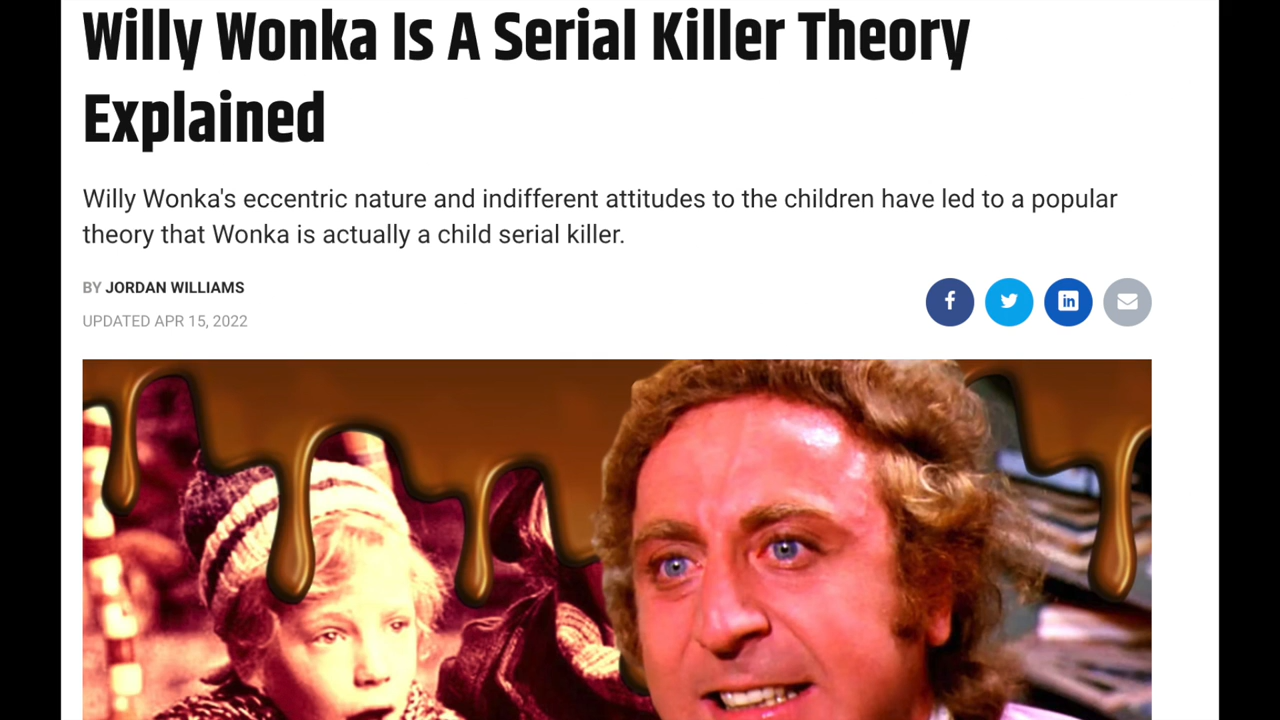 Willy Wonka Is A Serial Killer Theory
Explained
Willy Wonka's eccentric nature and indifferent attitudes to the children have led to a popular
theory that Wonka is actually a child serial killer.
BY JORDAN WILLIAMS
UPDATED APR 15, 2022
f
in